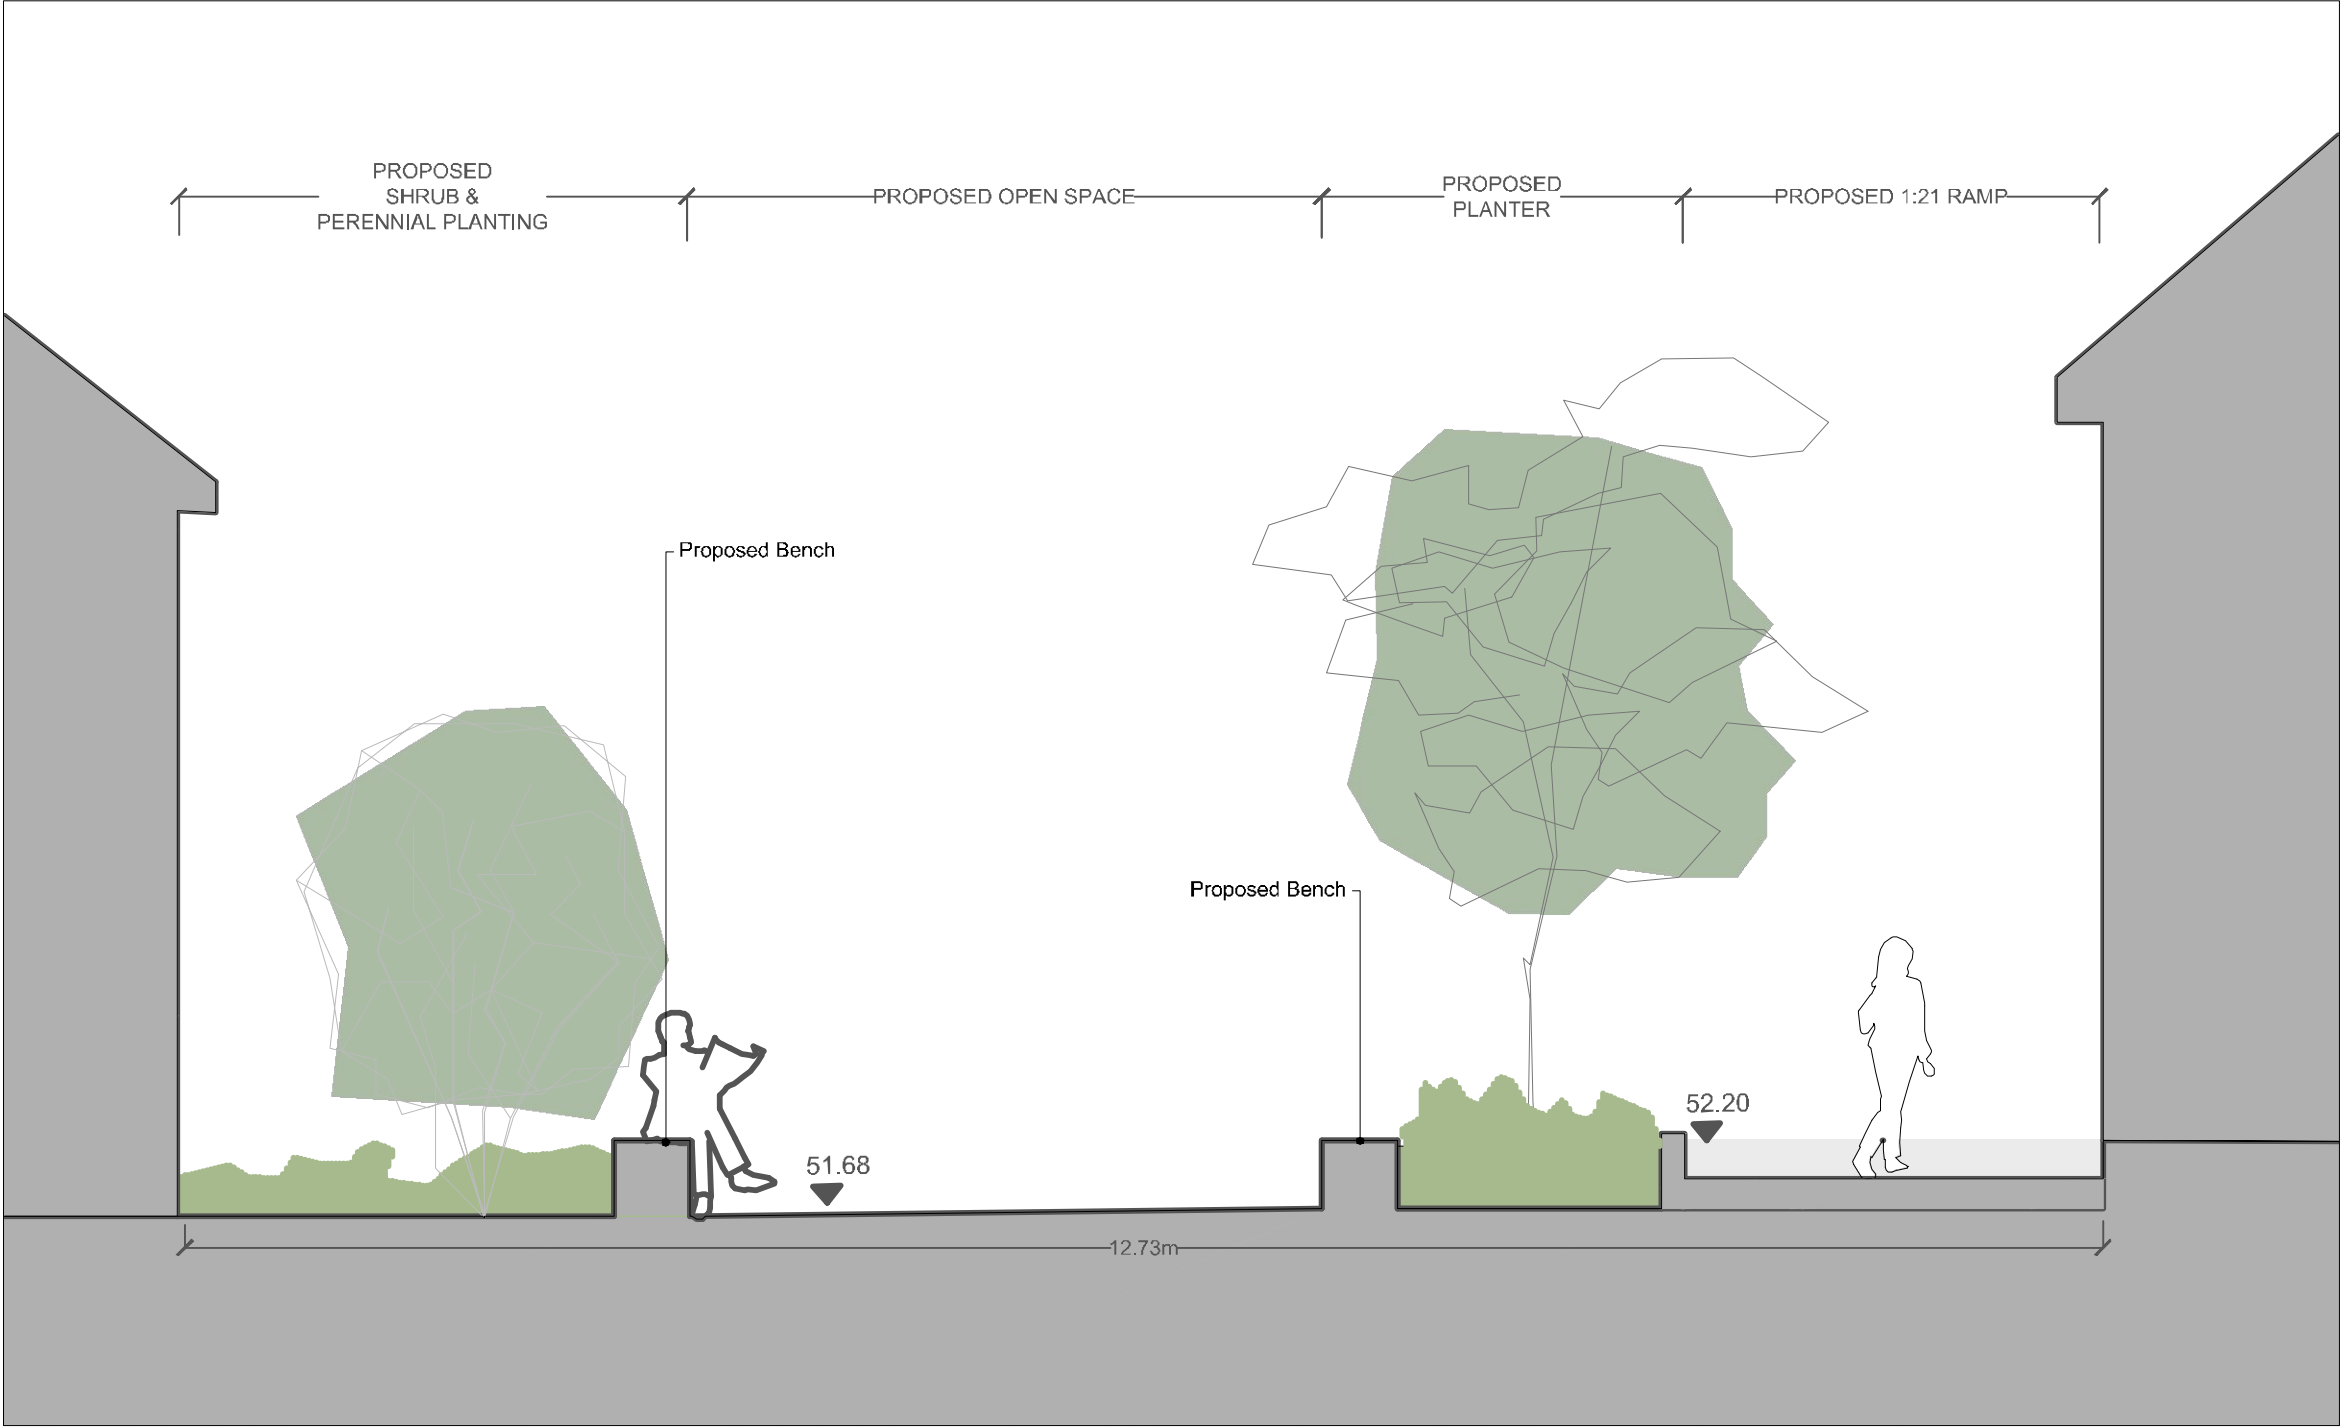 PROPOSED
SHRUB &
PERENNIAL PLANTING
PROPOSED OPEN SPACE
PROPOSED
PLANTER
PROPOSED 1:21 RAMP
Proposed Bench
Proposed Bench
52.20
51.68
12.73m